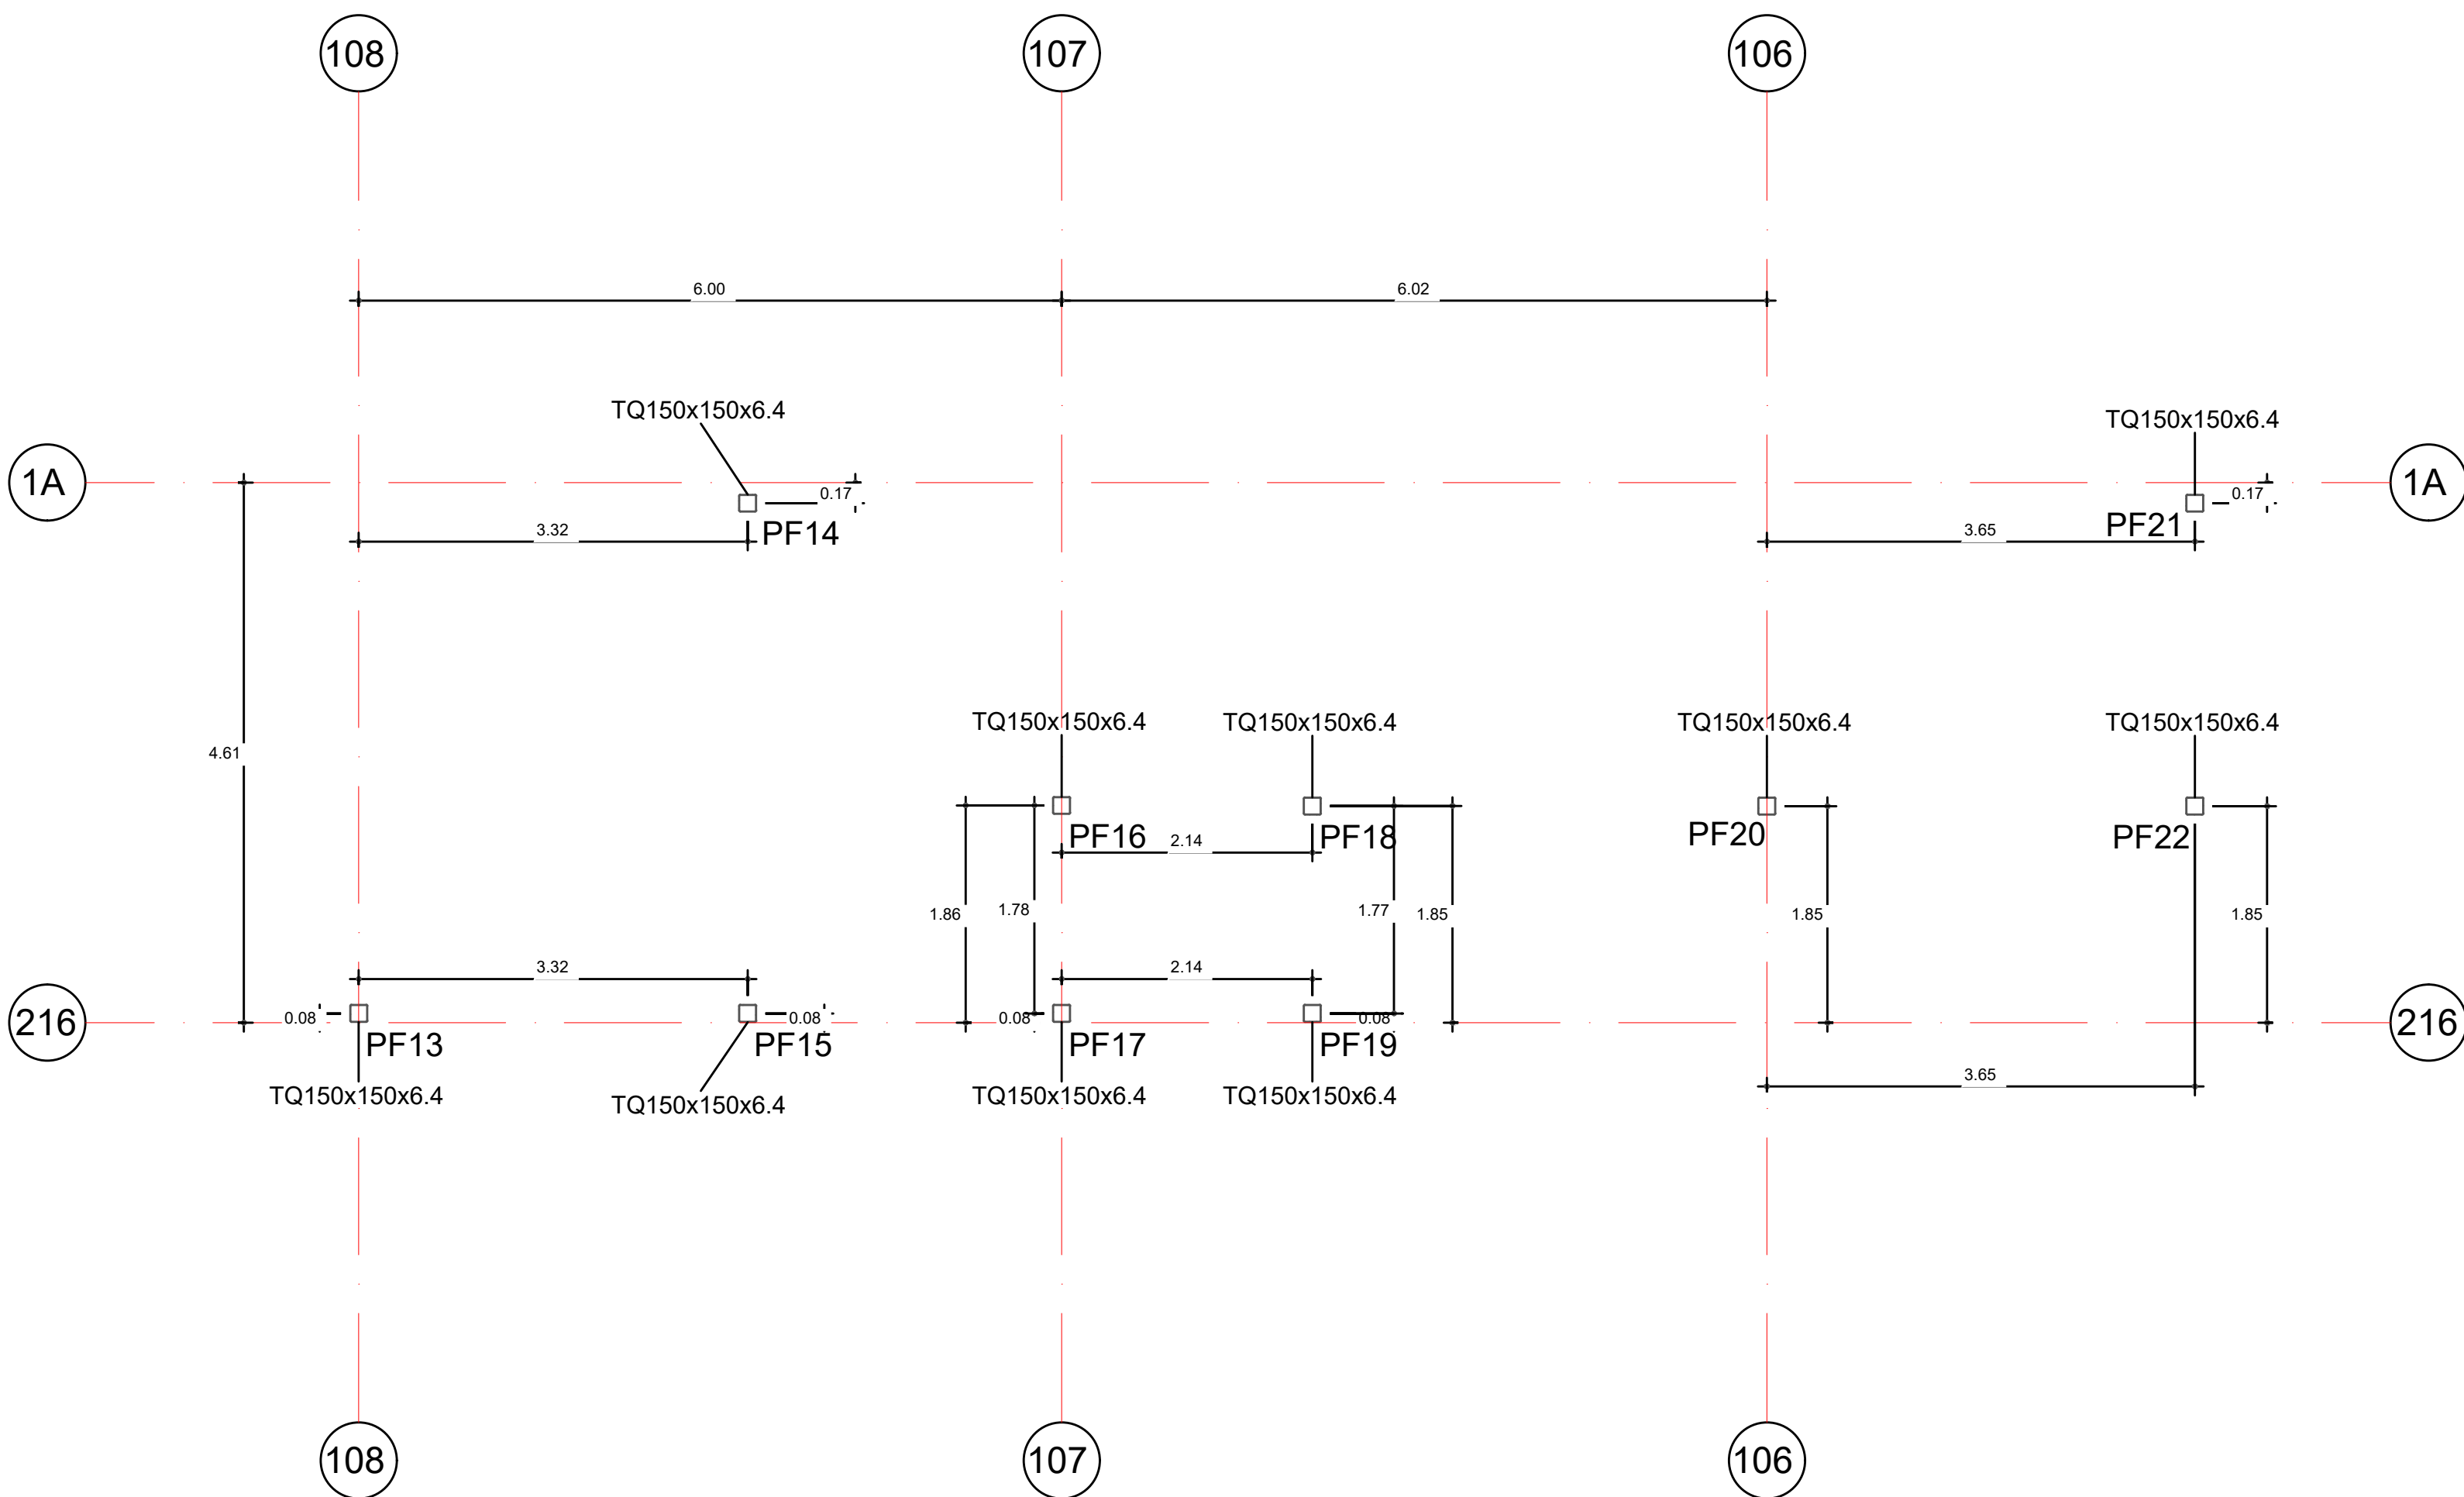 108
107
106
6.00
6.02
TQ150x150x6.4
TQ150x150x6.4
1A
1A
0.17
0.17
PF14
PF21
3.32
3.65
TQ150x150x6.4
TQ150x150x6.4
TQ150x150x6.4
TQ150x150x6.4
4.61
PF16
2.14
PF18
PF20
PF22
1.86
1.78
1.77
1.85
1.85
1.85
3.32
2.14
216
0.08
0.08
0.08
0.08
216
PF13
PF15
PF17
PF19
3.65
TQ150x150x6.4
TQ150x150x6.4
TQ150x150x6.4
TQ150x150x6.4
108
107
106